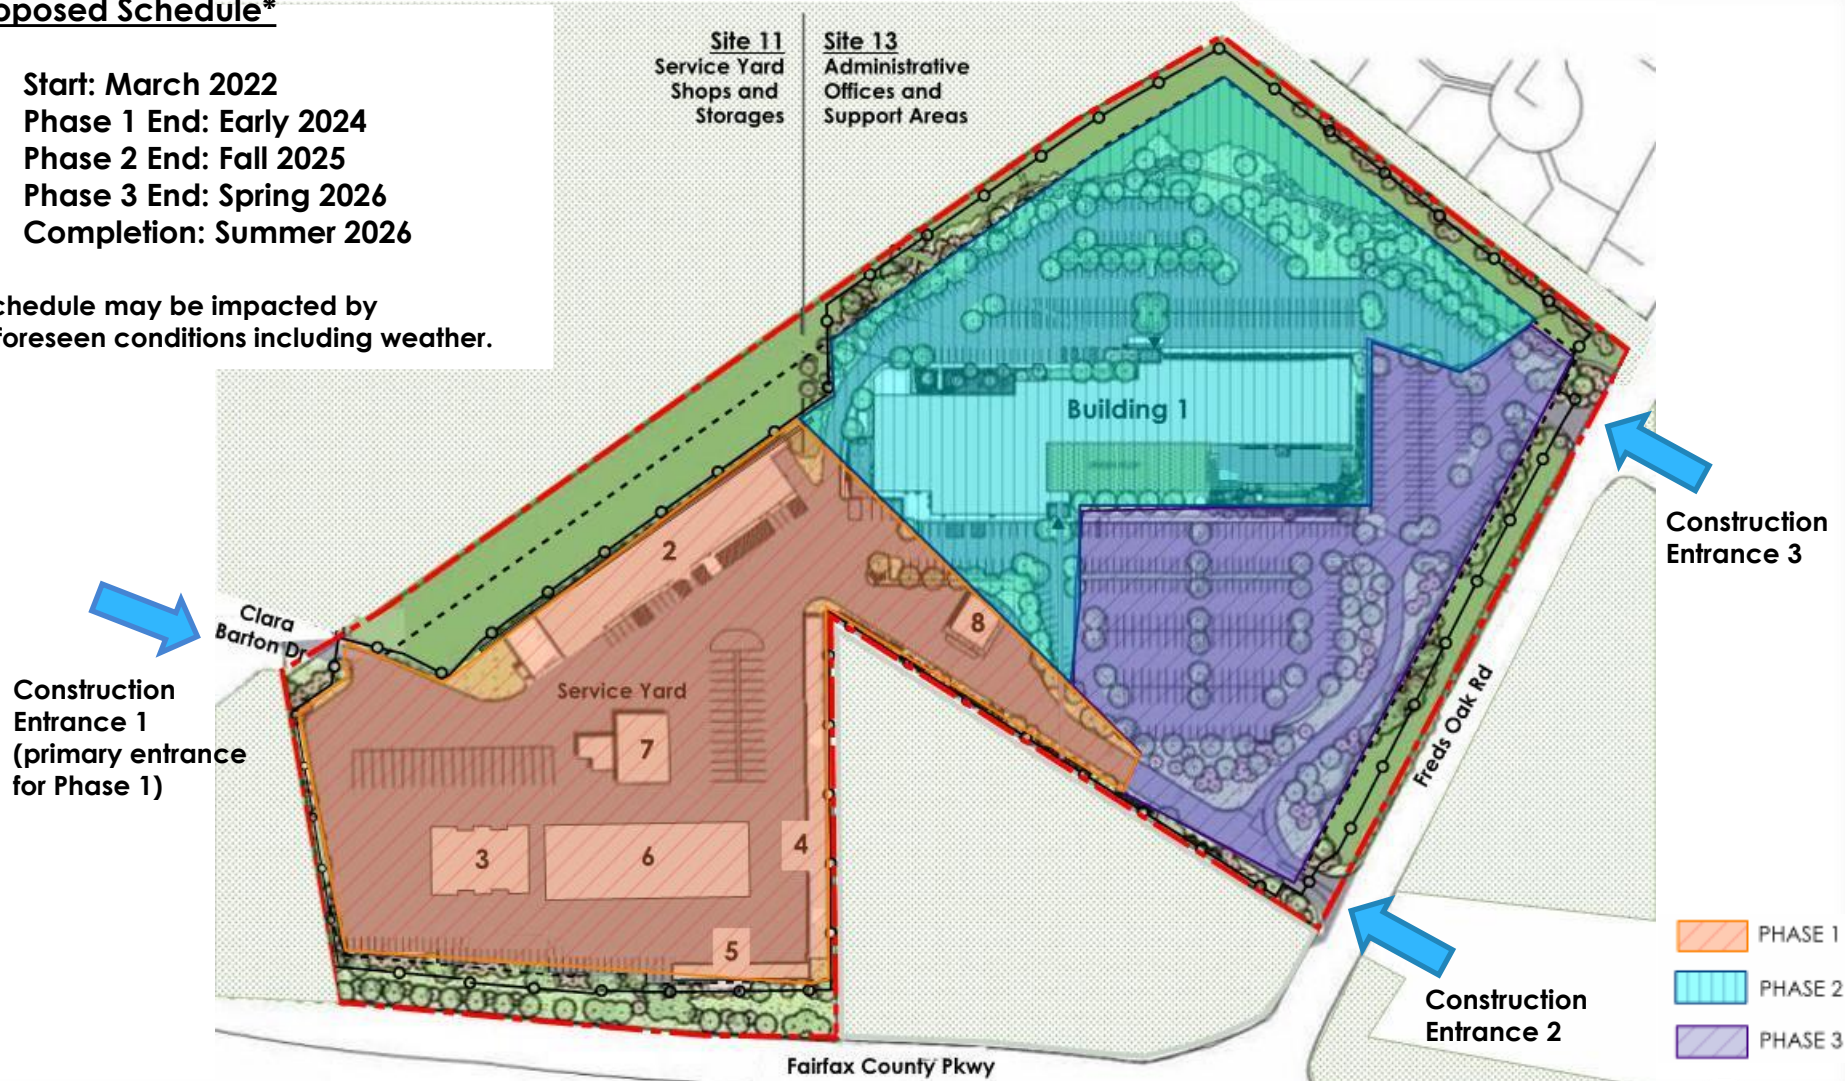 oposed Schedule*
Start: March 2022
Phase 1 End: Early 2024
Phase 2 End: Fall 2025
Phase 3 End: Spring 2026
Completion: Summer 2026
chedule may be impacted by
foreseen conditions including weather.
Site 11
Service Yard
Shops and
Storages
Site 13
Administrative
Offices and
Support Areas
Building 1
Construction
Entrance 3
2
8
Clara
Barton Dr
Service Yard
Construction
Entrance 1
(primary entrance
for Phase 1)
7
Freds Oak Rd
3
6
4
5
PHASE 1
PHASE 2
PHASE 3
Construction
Entrance 2
Fairfax County Pkwy